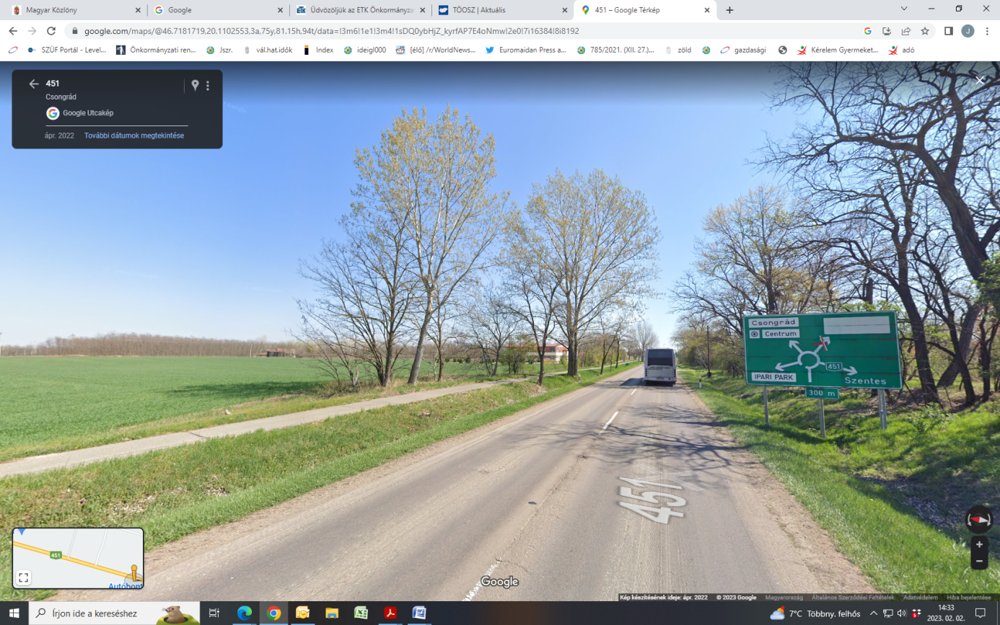 Magyar Közlöny
Google
Üdvözöljük az ETK Önkormányza
TÖOSZ | Aktuális
451 – Google Térkép
google.com/maps/@46.7181719,20.1102553,3a,75y,81.15h,94t/data=!3m6!1e1!3m4!1sDQ0ybHjZ_kyrfAP7E4oNmw!2e0!7i16384!8i8192
SZÜF Portál - Level...
Önkormányzati ren...
Jszr.
vál.hat.idők
Index
ideigl000
[élő] /r/WorldNews...
Euromaidan Press a...
785/2021. (XII. 27.)...
zöld
gazdasági
Kérelem Gyermeket...
adó
451
Csongrád
Google Utcakép
ápr. 2022 További dátumok megtekintése
Csongrád
Centrum
451
IPARI PARK
Szentes
300 m
451
451
Autóbont
Google
Kép készítésének ideje: ápr. 2022 © 2023 Google Magyarország Általános Szerződési Feltételek Adatvédelem Hiba bejelentése
Írjon ide a kereséshez
7°C Többny. felhős
14:33
2023. 02. 02.